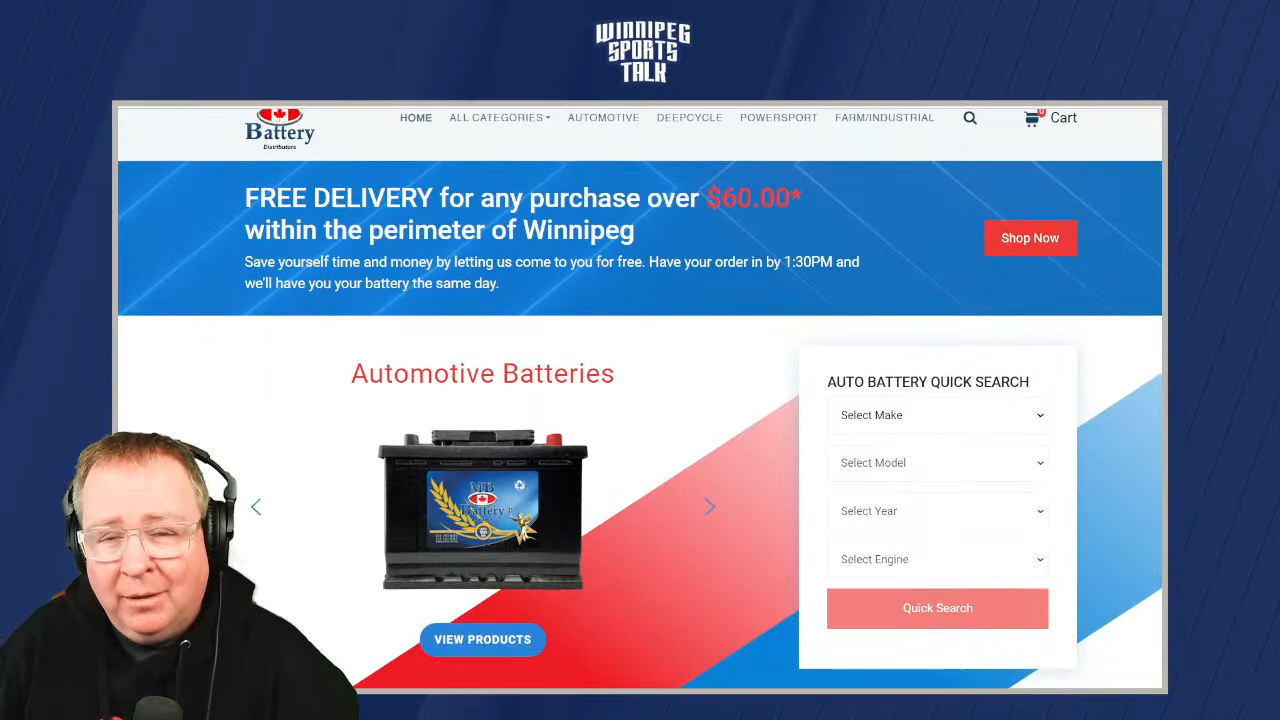 WINNIPEG
SPORTS
TALK
Battery
Distributors
HOME
ALL CATEGORIES
AUTOMOTIVE
DEEPCYCLE
POWERSPORT
FARM/INDUSTRIAL
0
Cart
FREE DELIVERY for any purchase over $60.00*
within the perimeter of Winnipeg
Save yourself time and money by letting us come to you for free. Have your order in by 1:30PM and
we'll have you your battery the same day.
Shop Now
Automotive Batteries
MB
Battery
VIEW PRODUCTS
AUTO BATTERY QUICK SEARCH
Select Make
Select Model
Select Year
Select Engine
Quick Search